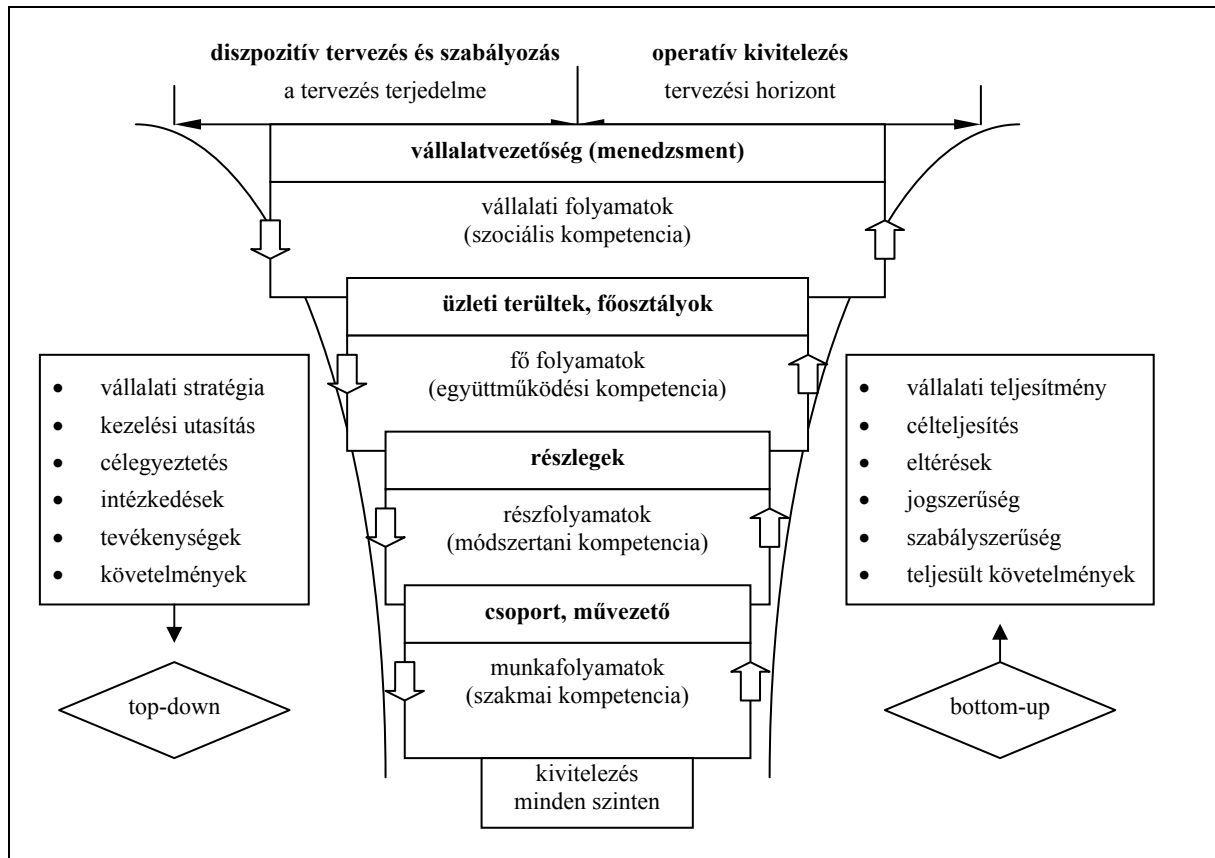 diszpozitív tervezés és szabályozás
operatív kivitelezés
a tervezés terjedelme
tervezési horizont
vállalatvezetőség (menedzsment)
vállalati folyamatok
(szociális kompetencia)
üzleti terültek, főosztályok
fő folyamatok
(együttműködési kompetencia)
• vállalati stratégia
• kezelési utasítás
• célegyeztetés
• intézkedések
• tevékenységek
• követelmények
• vállalati teljesítmény
• célteljesítés
• eltérések
• jogszerűség
• szabályszerűség
• teljesült követelmények
részlegek
részfolyamatok
(módszertani kompetencia)
csoport, művezető
munkafolyamatok
(szakmai kompetencia)
top-down
bottom-up
kivitelezés
minden szinten